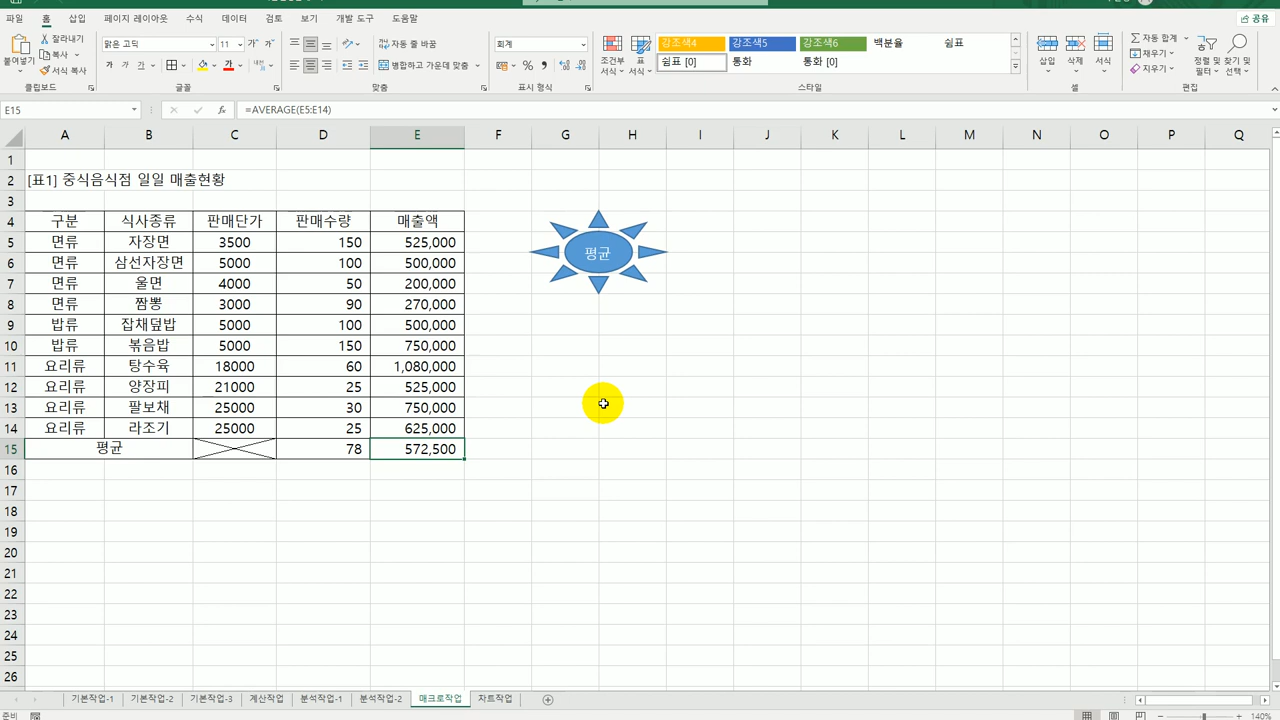 파일 홈 삽입 페이지 레이아웃 수식 데이터 검토 보기 개발 도구 도움말 공유
붙여넣기 잘라내기 복사 서식 복사
맑은 고딕 11 가 가
가 가 가 가
자동 줄 바꿈
병합하고 가운데 맞춤
회계
%
조건부 서식 표 서식
강조색4 강조색5 강조색6 백분율 쉼표
쉼표 [0] 통화 통화 [0]
삽입 삭제 서식
자동 합계 채우기 지우기
정렬 및 필터 찾기 및 선택
클립보드 글꼴 맞춤 표시 형식 스타일 셀 편집
E15 fx =AVERAGE(E5:E14)
A B C D E F G H I J K L M N O P Q
1
2 [표1] 중식음식점 일일 매출현황
3
4 구분 식사종류 판매단가 판매수량 매출액
5 면류 자장면 3500 150 525,000
6 면류 삼선자장면 5000 100 500,000
7 면류 울면 4000 50 200,000
8 면류 짬뽕 3000 90 270,000
9 밥류 잡채덮밥 5000 100 500,000
10 밥류 볶음밥 5000 150 750,000
11 요리류 탕수육 18000 60 1,080,000
12 요리류 양장피 21000 25 525,000
13 요리류 팔보채 25000 30 750,000
14 요리류 라조기 25000 25 625,000
15 평균 78 572,500
평균
16
17
18
19
20
21
22
23
24
25
26
기본작업-1 기본작업-2 기본작업-3 계산작업 분석작업-1 분석작업-2 매크로작업 차트작업
준비 140%